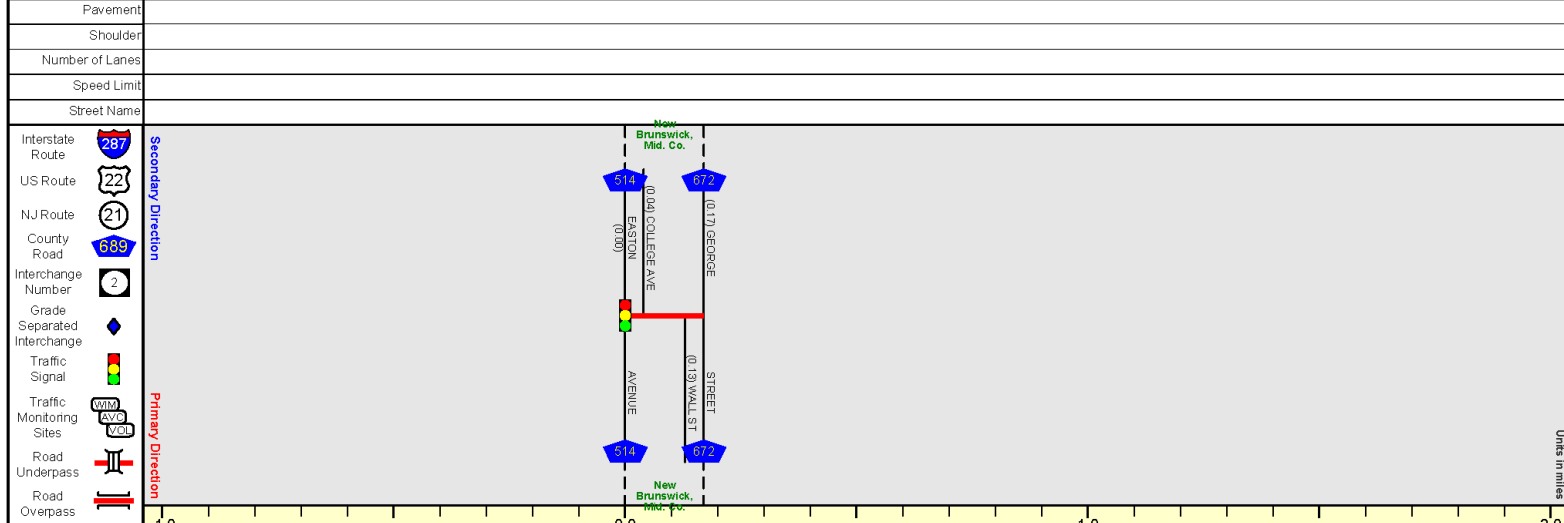 Pavement
Shoulder
Number of Lanes
Speed Limit
Street Name
Interstate
Route
287
US Route
22
NJ Route
21
County
Road
689
Interchange
Number
2
Grade
Separated
Interchange
Traffic
Signal
Traffic
Monitoring
Sites
WIM
AVC
VOL
Road
Underpass
Road
Overpass
Secondary Direction
Primary Direction
New
Brunswick,
Mid. Co.
514
672
EASTON
(0.00)
(0.04) COLLEGE AVE
(0.17) GEORGE
AVENUE
(0.13) WALL ST
STREET
514
672
New
Brunswick,
Mid. Co.
Units in miles
-1.0
0.0
1.0
2.0